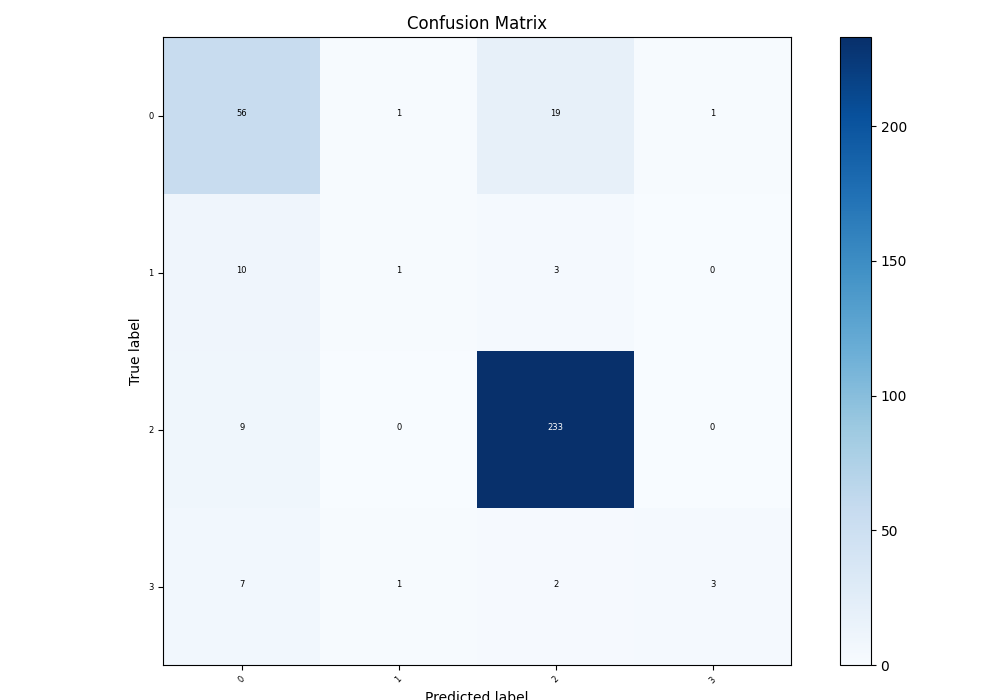 Confusion Matrix
0 56 1 19 1
1 10 1 3 0
2 9 0 233 0
3 7 1 2 3
0 1 2 3
True label
Predicted label
200
150
100
50
0